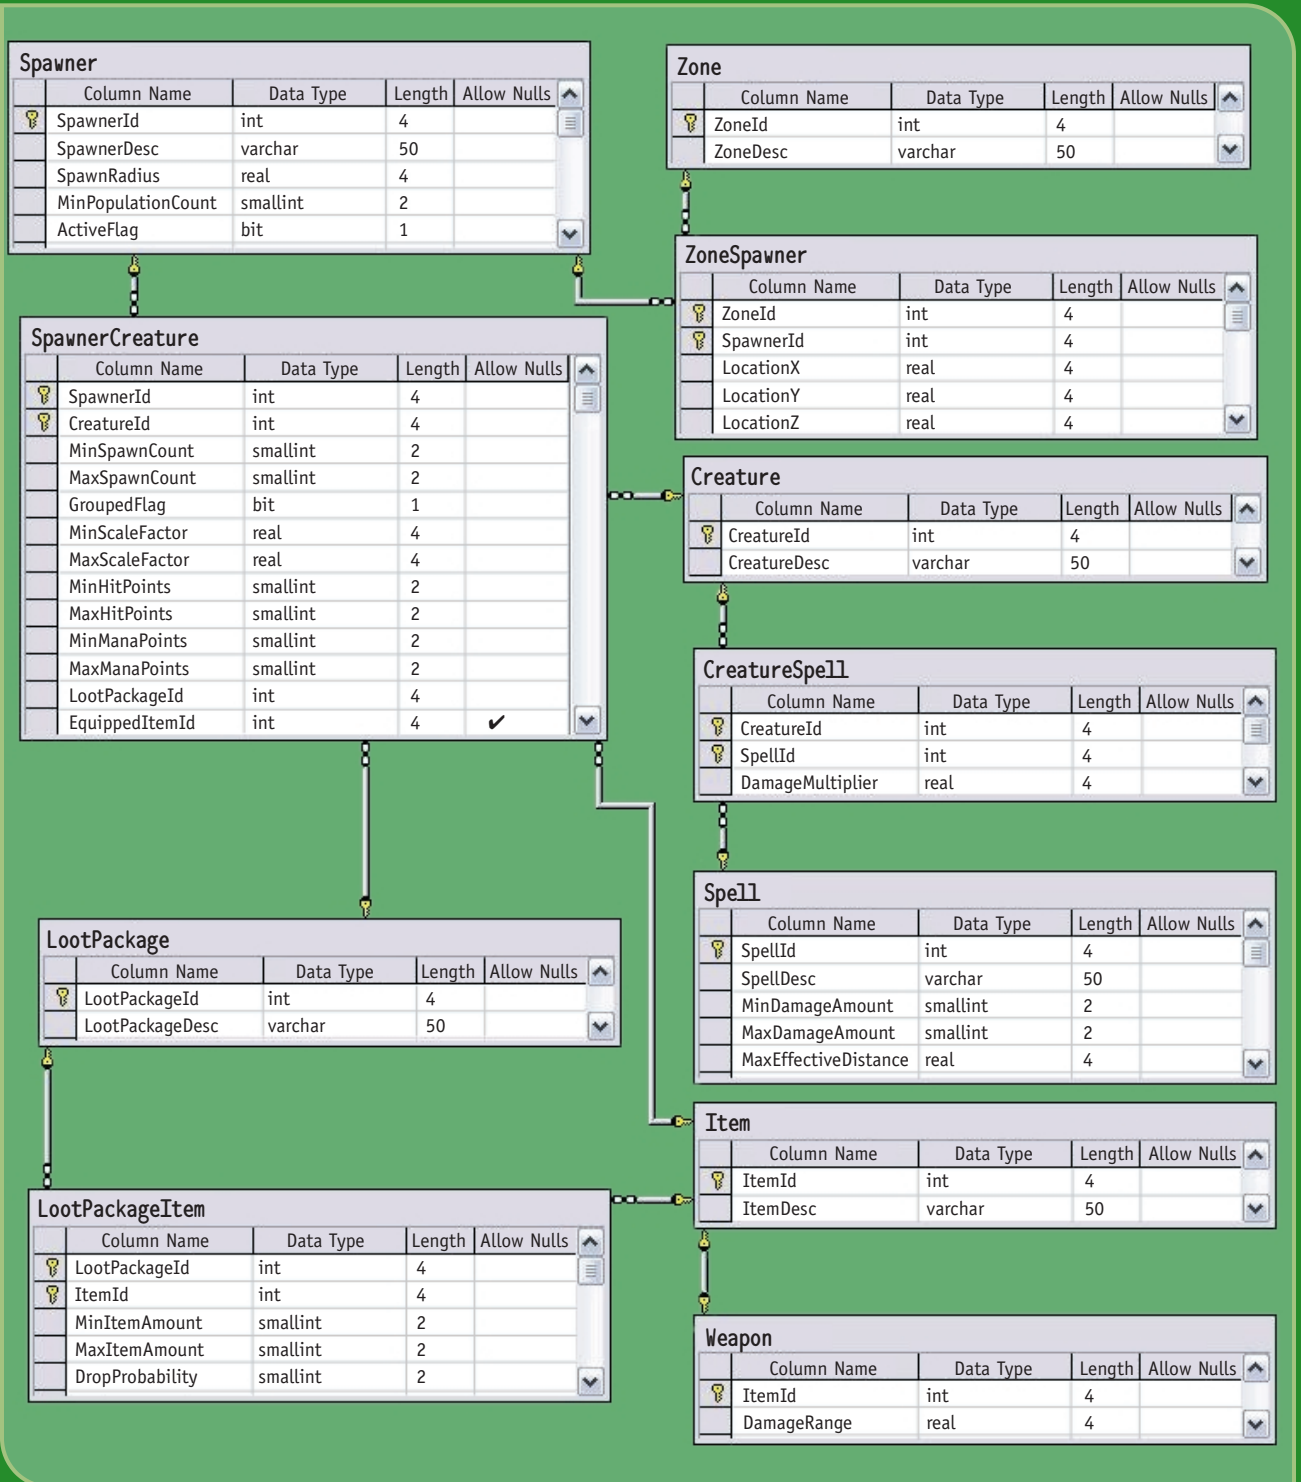 Spawner
Column Name Data Type Length Allow Nulls
SpawnerId int 4
SpawnerDesc varchar 50
SpawnRadius real 4
MinPopulationCount smallint 2
ActiveFlag bit 1
Zone
Column Name Data Type Length Allow Nulls
ZoneId int 4
ZoneDesc varchar 50
ZoneSpawner
Column Name Data Type Length Allow Nulls
ZoneId int 4
SpawnerId int 4
LocationX real 4
LocationY real 4
LocationZ real 4
SpawnerCreature
Column Name Data Type Length Allow Nulls
SpawnerId int 4
CreatureId int 4
MinSpawnCount smallint 2
MaxSpawnCount smallint 2
GroupedFlag bit 1
MinScaleFactor real 4
MaxScaleFactor real 4
MinHitPoints smallint 2
MaxHitPoints smallint 2
MinManaPoints smallint 2
MaxManaPoints smallint 2
LootPackageId int 4
EquippedItemId int 4 ✔
Creature
Column Name Data Type Length Allow Nulls
CreatureId int 4
CreatureDesc varchar 50
CreatureSpell
Column Name Data Type Length Allow Nulls
CreatureId int 4
SpellId int 4
DamageMultiplier real 4
Spell
Column Name Data Type Length Allow Nulls
SpellId int 4
SpellDesc varchar 50
MinDamageAmount smallint 2
MaxDamageAmount smallint 2
MaxEffectiveDistance real 4
LootPackage
Column Name Data Type Length Allow Nulls
LootPackageId int 4
LootPackageDesc varchar 50
Item
Column Name Data Type Length Allow Nulls
ItemId int 4
ItemDesc varchar 50
LootPackageItem
Column Name Data Type Length Allow Nulls
LootPackageId int 4
ItemId int 4
MinItemAmount smallint 2
MaxItemAmount smallint 2
DropProbability smallint 2
Weapon
Column Name Data Type Length Allow Nulls
ItemId int 4
DamageRange real 4